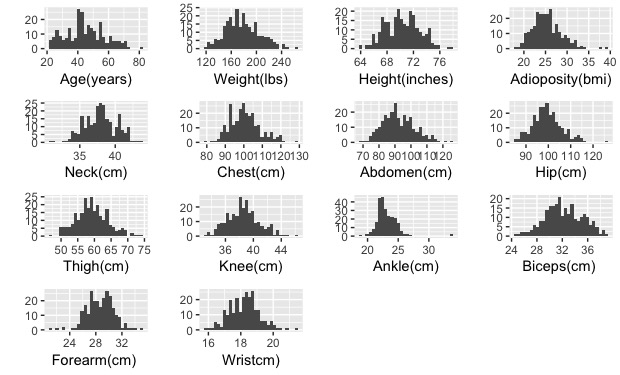 20
10
0
20 40 60 80
Age(years)
25
20
15
10
5
0
120 160 200 240
Weight(lbs)
20
15
10
5
0
64 68 72 76
Height(inches)
20
10
0
20 25 30 35 40
Adioposity(bmi)
25
20
15
10
5
0
35 40
Neck(cm)
20
10
0
80 90 100 110 120 130
Chest(cm)
20
10
0
70 80 90 100 110 120
Abdomen(cm)
30
20
10
0
90 100 110 120
Hip(cm)
25
20
15
10
5
0
50 55 60 65 70 75
Thigh(cm)
20
10
0
36 40 44
Knee(cm)
40
30
20
10
0
20 25 30
Ankle(cm)
20
15
10
5
0
24 28 32 36
Biceps(cm)
20
10
0
24 28 32
Forearm(cm)
20
10
0
16 18 20
Wristcm)